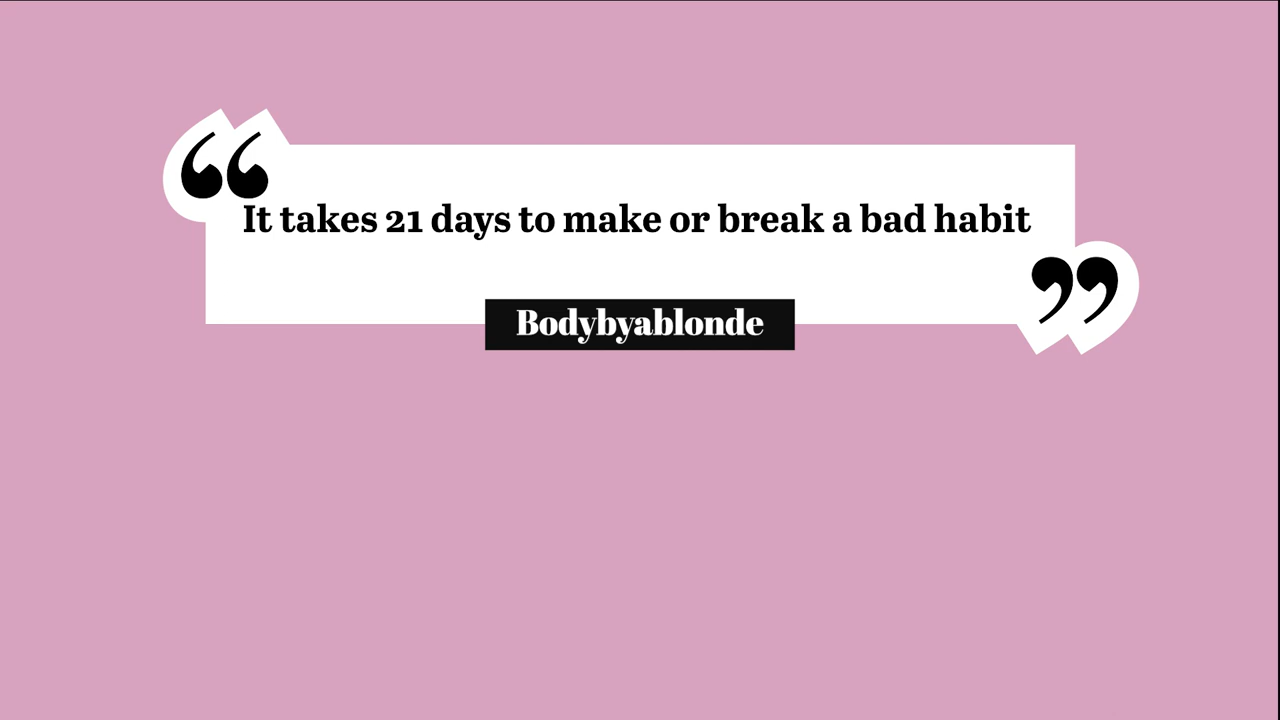 “
It takes 21 days to make or break a bad habit
”
Bodybyablonde